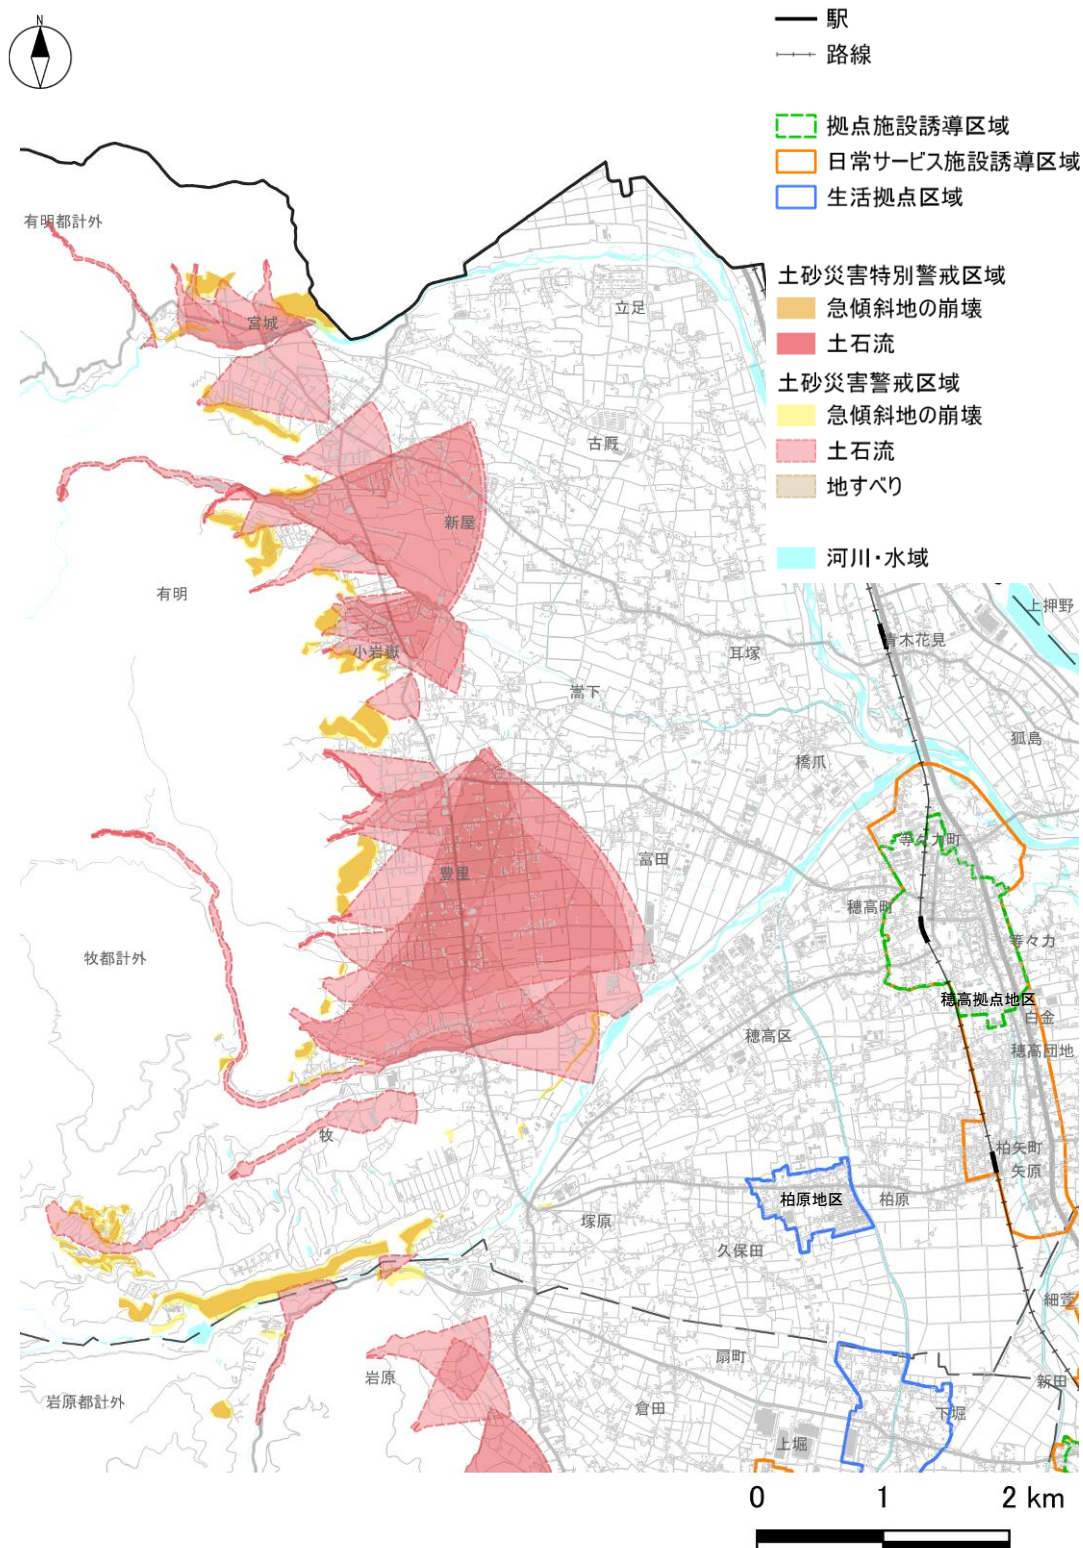 N
駅
路線
拠点施設誘導区域
日常サービス施設誘導区域
生活拠点区域
土砂災害特別警戒区域
急傾斜地の崩壊
土石流
土砂災害警戒区域
急傾斜地の崩壊
土石流
地すべり
河川・水域
有明都計外
宮城
立足
古厩
新屋
有明
上押野
青木花見
耳塚
小岩嶽
嵩下
狐島
橋爪
等々力町
富田
豊里
穂高町
等々力
牧都計外
穂高拠点地区
白金
穂高区
穂高団地
牧
柏矢町
矢原
柏原地区
柏原
塚原
久保田
細萱
扇町
岩原
新田
岩原都計外
倉田
下堀
上堀
0 1 2 km